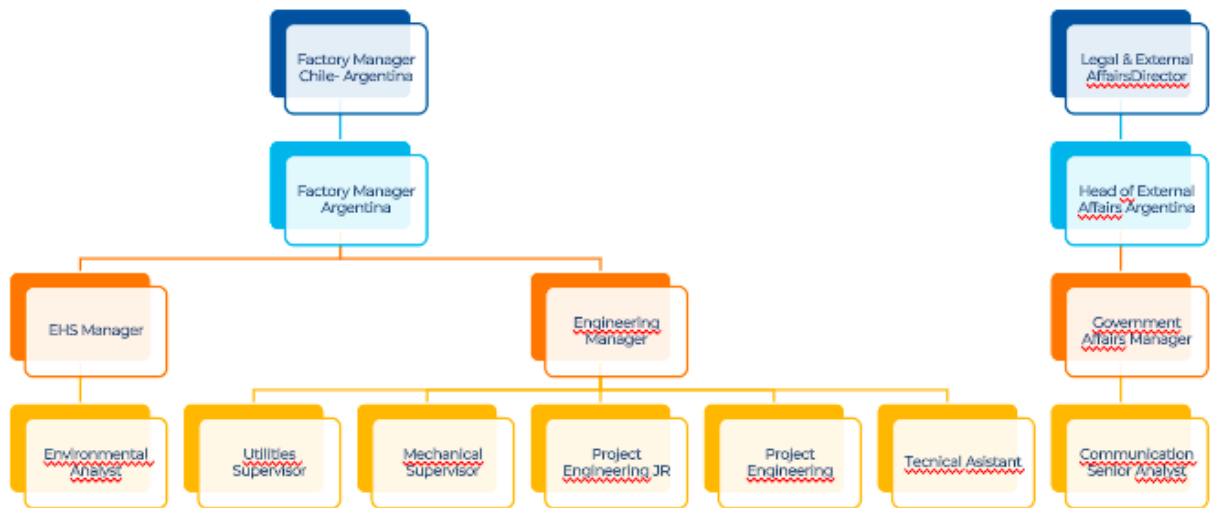 Factory Manager
Chile- Argentina
Legal & External
AffairsDirector
Factory Manager
Argentina
Head of External
Affairs Argentina
EHS Manager
Engineering
Manager
Government
Affairs Manager
Environmental
Analyst
Utilities
Supervisor
Mechanical
Supervisor
Project
Engineering JR
Project
Engineering
Tecnical Asistant
Communication
Senior Analyst